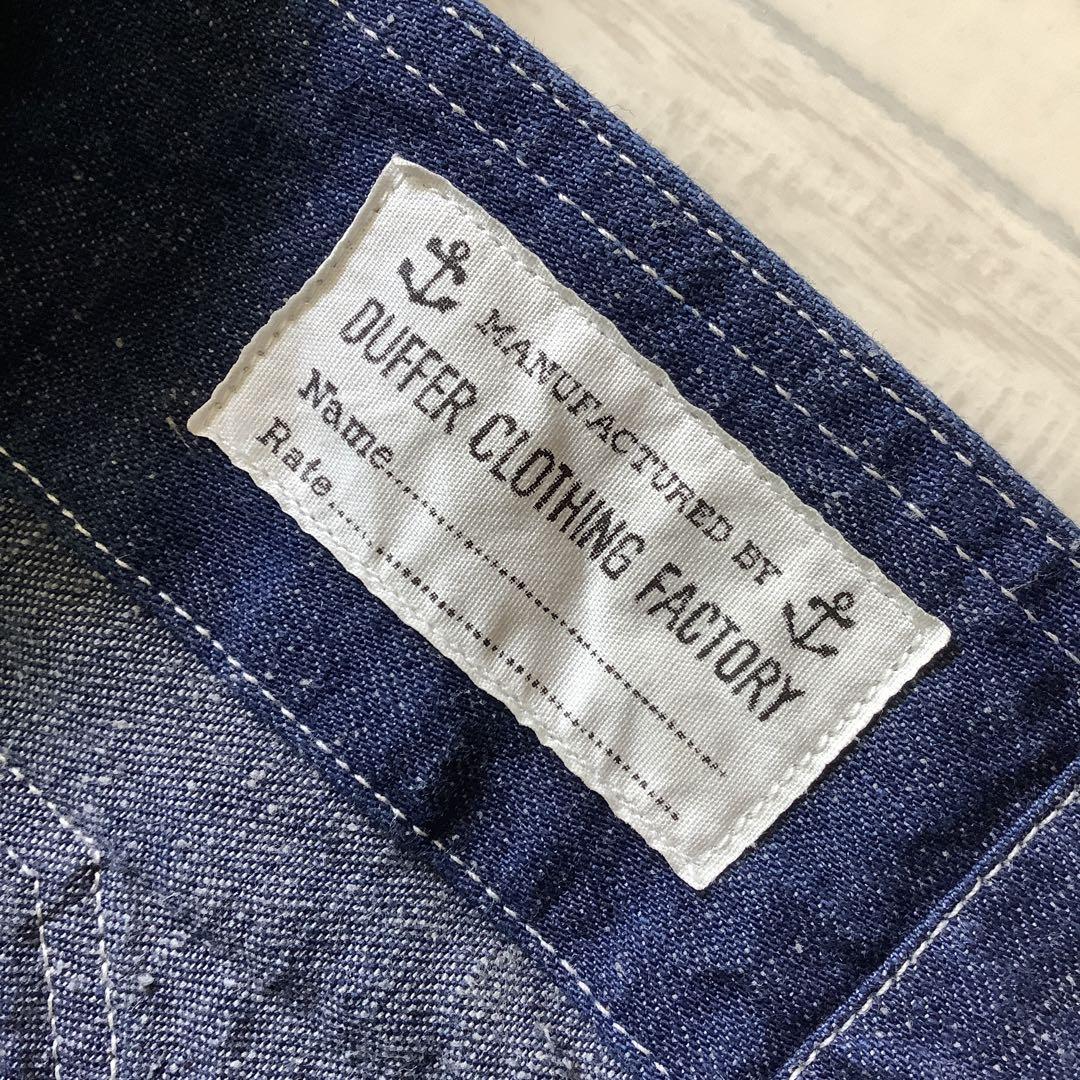 MANUFACTURED BY
DUFFER CLOTHING FACTORY
Name....................................................
Rate....................................................